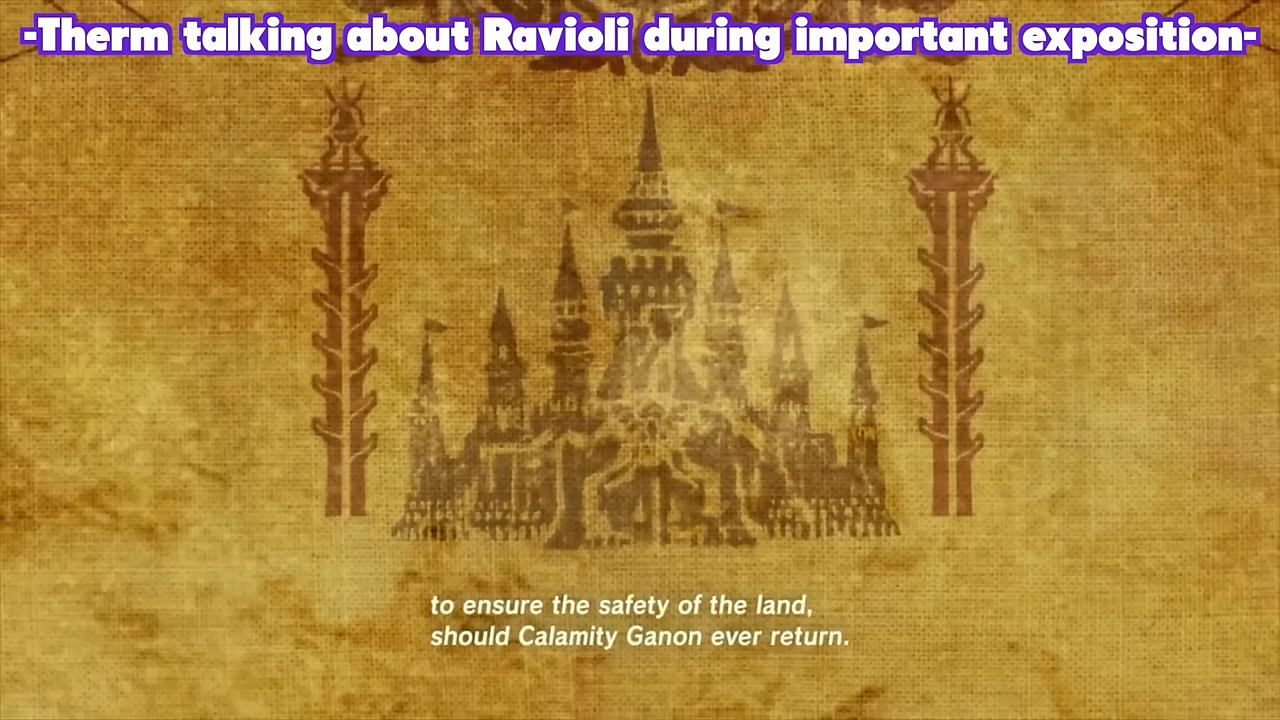 -Therm talking about Ravioli during important exposition-
to ensure the safety of the land,
should Calamity Ganon ever return.